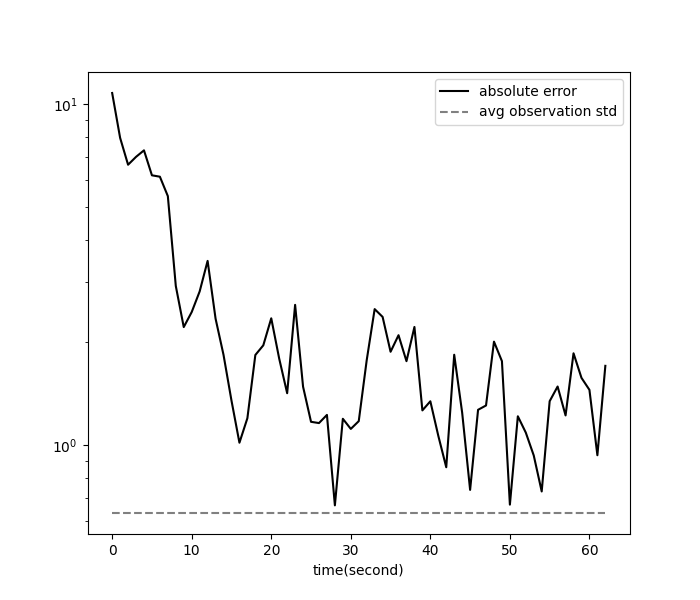 absolute error
avg observation std
10¹
10⁰
0 10 20 30 40 50 60
time(second)